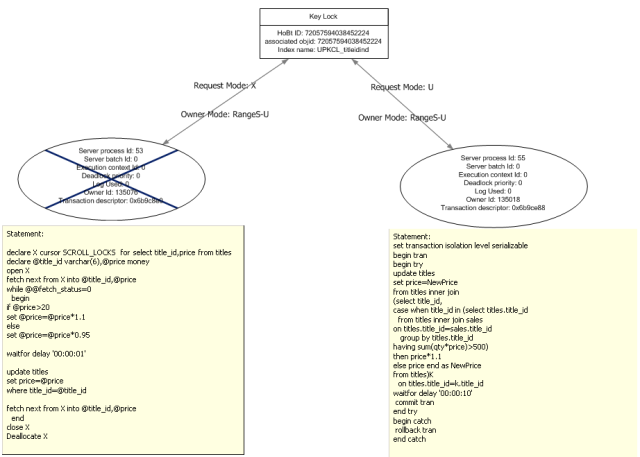 Key Lock
HoBt ID: 72057594038452224
associated objid: 72057594038452224
Index name: UPKCL_titleidind
Request Mode: X
Owner Mode: RangeS-U
Request Mode: U
Owner Mode: RangeS-U
Server process Id: 53
Server batch Id: 0
Execution context Id: 0
Deadlock priority: 0
Log Used: 0
Owner Id: 135076
Transaction descriptor:
Server process Id: 55
Server batch Id: 0
Execution context Id: 0
Deadlock priority: 0
Log Used: 0
Owner Id: 135018
Transaction descriptor: 0x6b9ce88
Statement:
declare X cursor SCROLL_LOCKS for select title_id,price from titles
declare @title_id varchar(6),@price money
open X
fetch next from X into @title_id,@price
while @@fetch_status=0
begin
if @price>20
set @price=@price*1.1
else
set @price=@price*0.95
waitfor delay '00:00:01'
update titles
set price=@price
where title_id=@title_id
fetch next from X into @title_id,@price
end
close X
Deallocate X
Statement:
set transaction isolation level serializable
begin tran
begin try
update titles
set price=NewPrice
from titles inner join
(select title_id,
case when title_id in (select titles.title_id
from titles inner join sales
on titles.title_id=sales.title_id
group by titles.title_id
having sum(qty*price)>500)
then price*1.1
else price end as NewPrice
from titles)K
on titles.title_id=k.title_id
waitfor delay '00:00:10'
commit tran
end try
begin catch
rollback tran
end catch